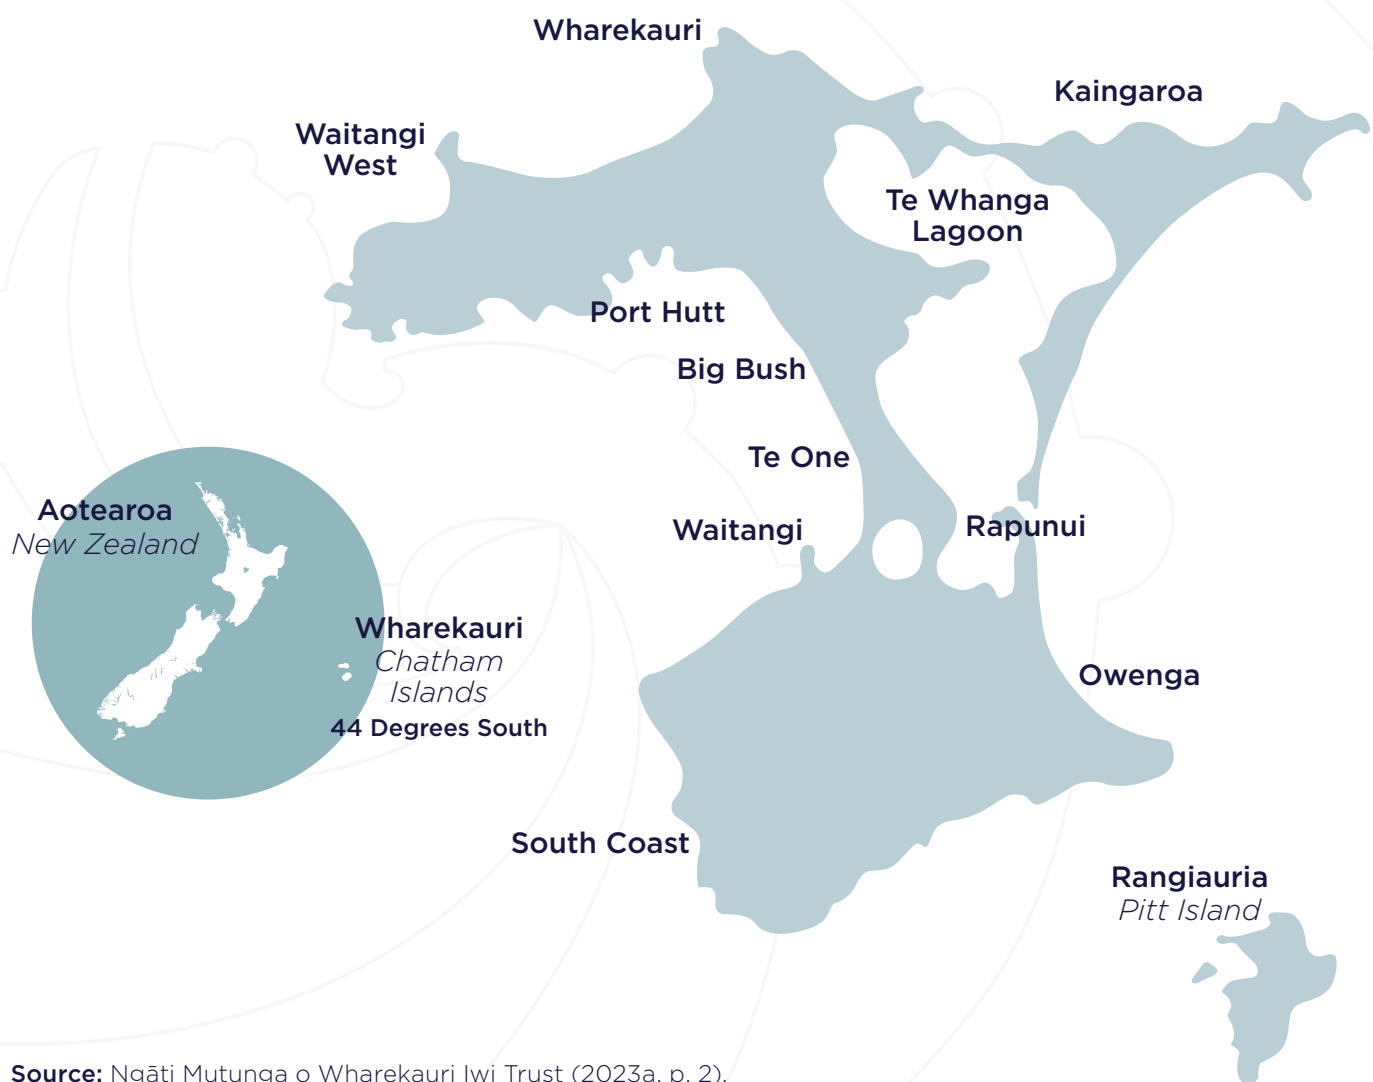 Wharekauri
Kaingaroa
Waitangi
West
Te Whanga
Lagoon
Port Hutt
Big Bush
Te One
Waitangi
Rapunui
Aotearoa
New Zealand
Wharekauri
Chatham
Islands
44 Degrees South
Owenga
South Coast
Rangiauria
Pitt Island
Source: Ngāti Mutunga o Wharekauri Iwi Trust (2023a, p. 2).